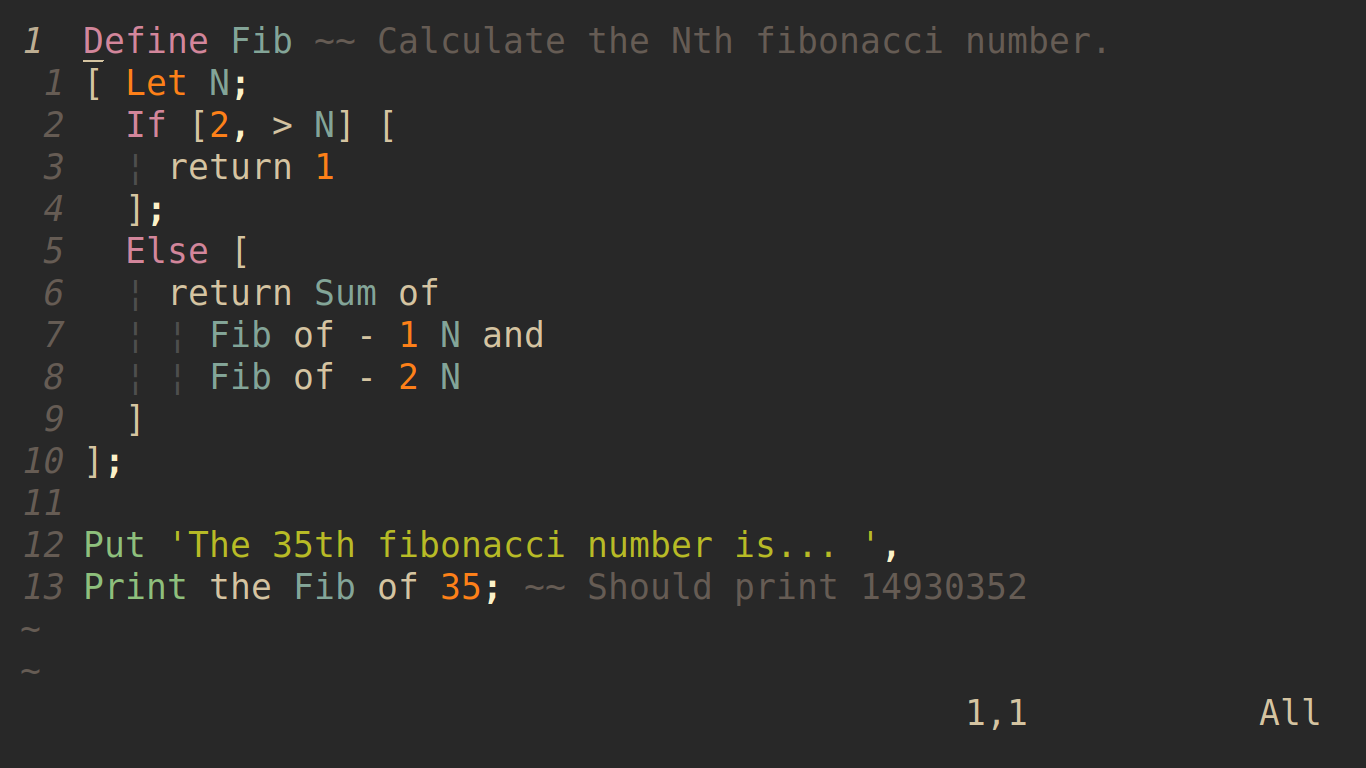 1  Define Fib ~~ Calculate the Nth fibonacci number.
 1 [ Let N;
 2   If [2, > N] [
 3   ¦ return 1
 4   ];
 5   Else [
 6   ¦ return Sum of
 7   ¦ ¦ Fib of - 1 N and
 8   ¦ ¦ Fib of - 2 N
 9   ]
10 ];
11
12 Put 'The 35th fibonacci number is... ',
13 Print the Fib of 35; ~~ Should print 14930352
~
~
1,1           All